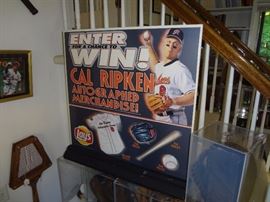 ENTER
FOR A CHANCE TO
WIN!
CAL RIPKEN
AUTOGRAPHED
MERCHANDISE!
Lay's